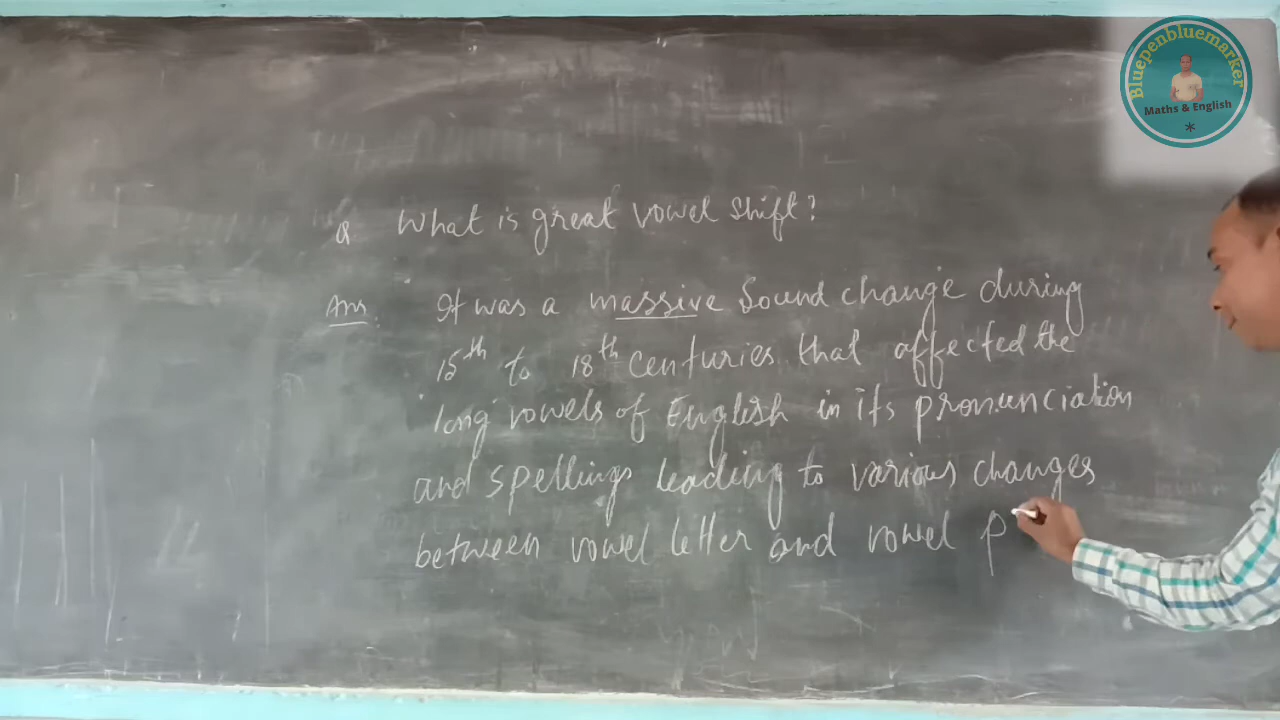 Bluepenbluemarker
Maths & English
*
Q What is great vowel shift?
Ans. It was a massive sound change during
15th to 18th centuries that affected the
long vowels of English in its pronunciation
and spellings leading to various changes
between vowel letter and vowel p